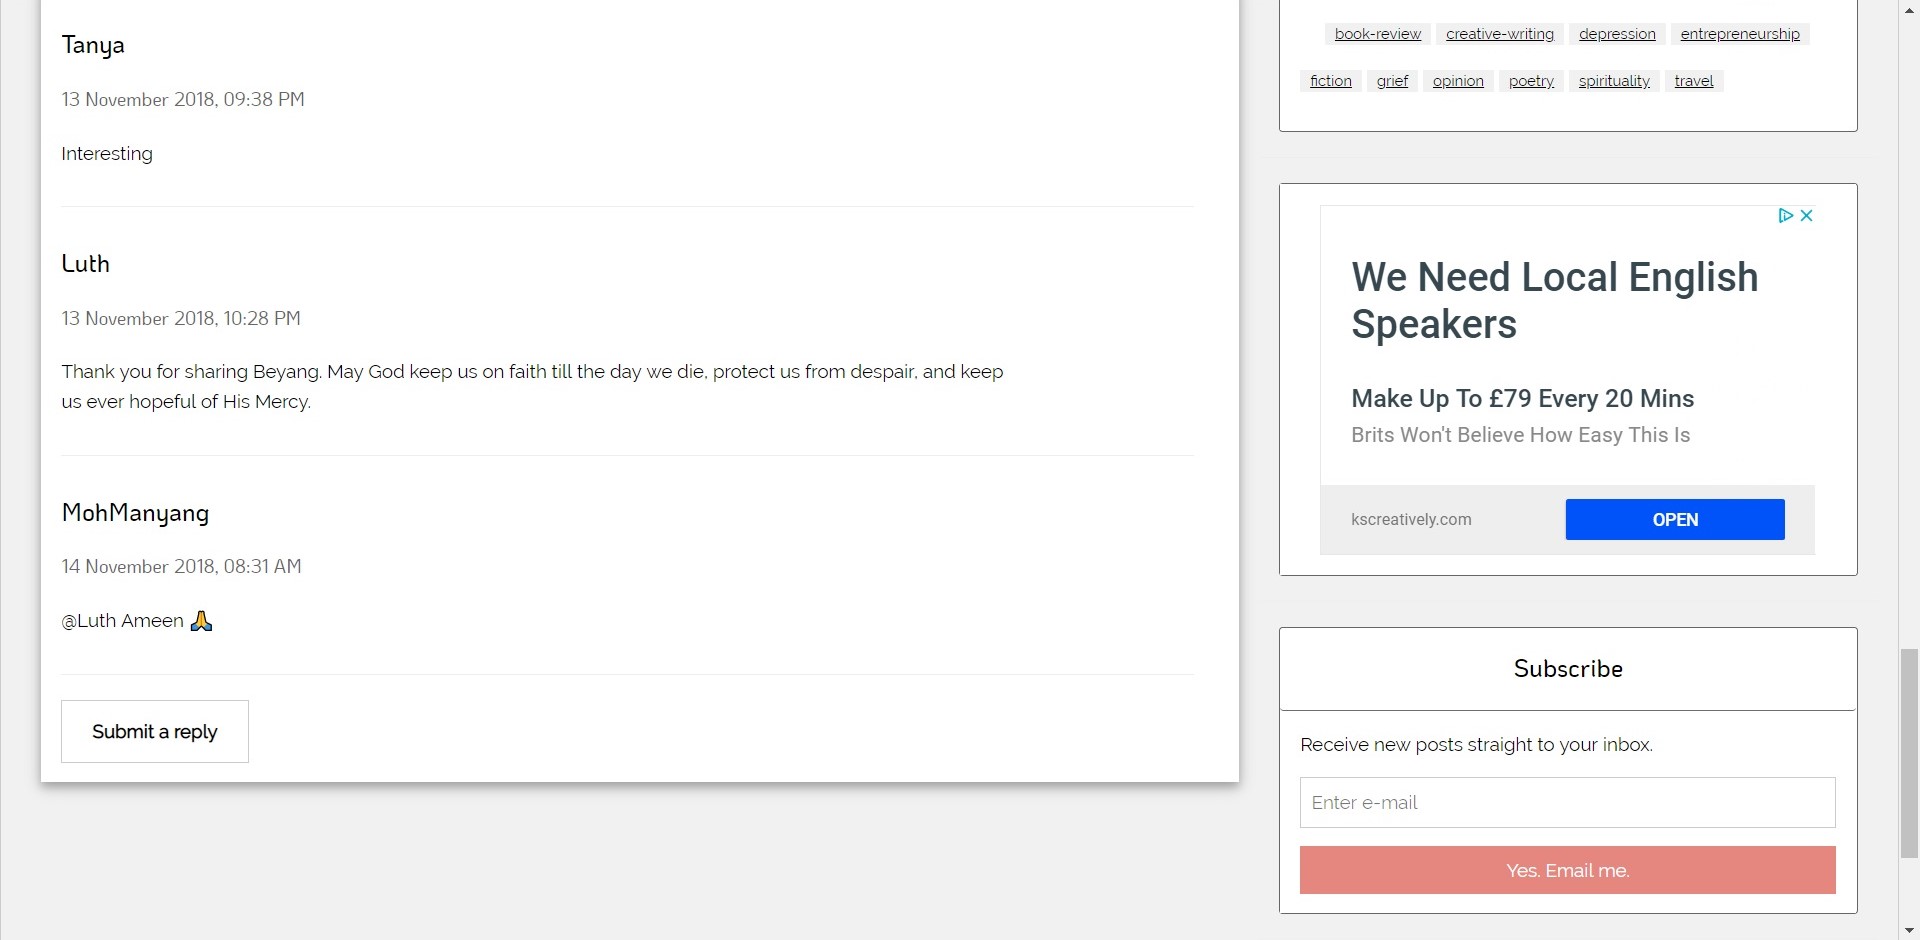 Tanya
13 November 2018, 09:38 PM
Interesting
Luth
13 November 2018, 10:28 PM
Thank you for sharing Beyang. May God keep us on faith till the day we die, protect us from despair, and keep
us ever hopeful of His Mercy.
MohManyang
14 November 2018, 08:31 AM
@Luth Ameen 🙏
Submit a reply
book-review creative-writing depression entrepreneurship
fiction grief opinion poetry spirituality travel
We Need Local English
Speakers
Make Up To £79 Every 20 Mins
Brits Won't Believe How Easy This Is
kscreatively.com OPEN
Subscribe
Receive new posts straight to your inbox.
Enter e-mail
Yes. Email me.